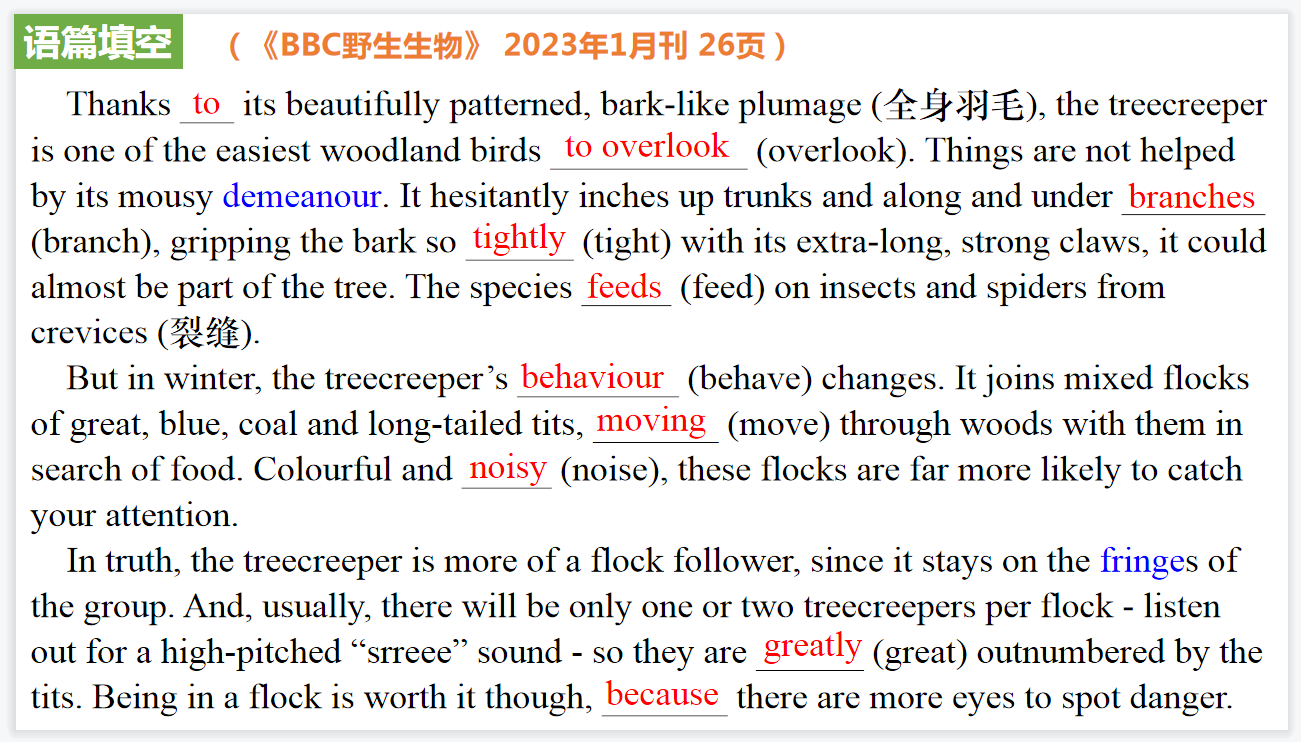 语篇填空 （《BBC野生生物》 2023年1月刊 26页）
Thanks to its beautifully patterned, bark-like plumage (全身羽毛), the treecreeper
is one of the easiest woodland birds to overlook (overlook). Things are not helped
by its mousy demeanour. It hesitantly inches up trunks and along and under branches
(branch), gripping the bark so tightly (tight) with its extra-long, strong claws, it could
almost be part of the tree. The species feeds (feed) on insects and spiders from
crevices (裂缝).
But in winter, the treecreeper’s behaviour (behave) changes. It joins mixed flocks
of great, blue, coal and long-tailed tits, moving (move) through woods with them in
search of food. Colourful and noisy (noise), these flocks are far more likely to catch
your attention.
In truth, the treecreeper is more of a flock follower, since it stays on the fringes of
the group. And, usually, there will be only one or two treecreepers per flock - listen
out for a high-pitched “srreee” sound - so they are greatly (great) outnumbered by the
tits. Being in a flock is worth it though, because there are more eyes to spot danger.